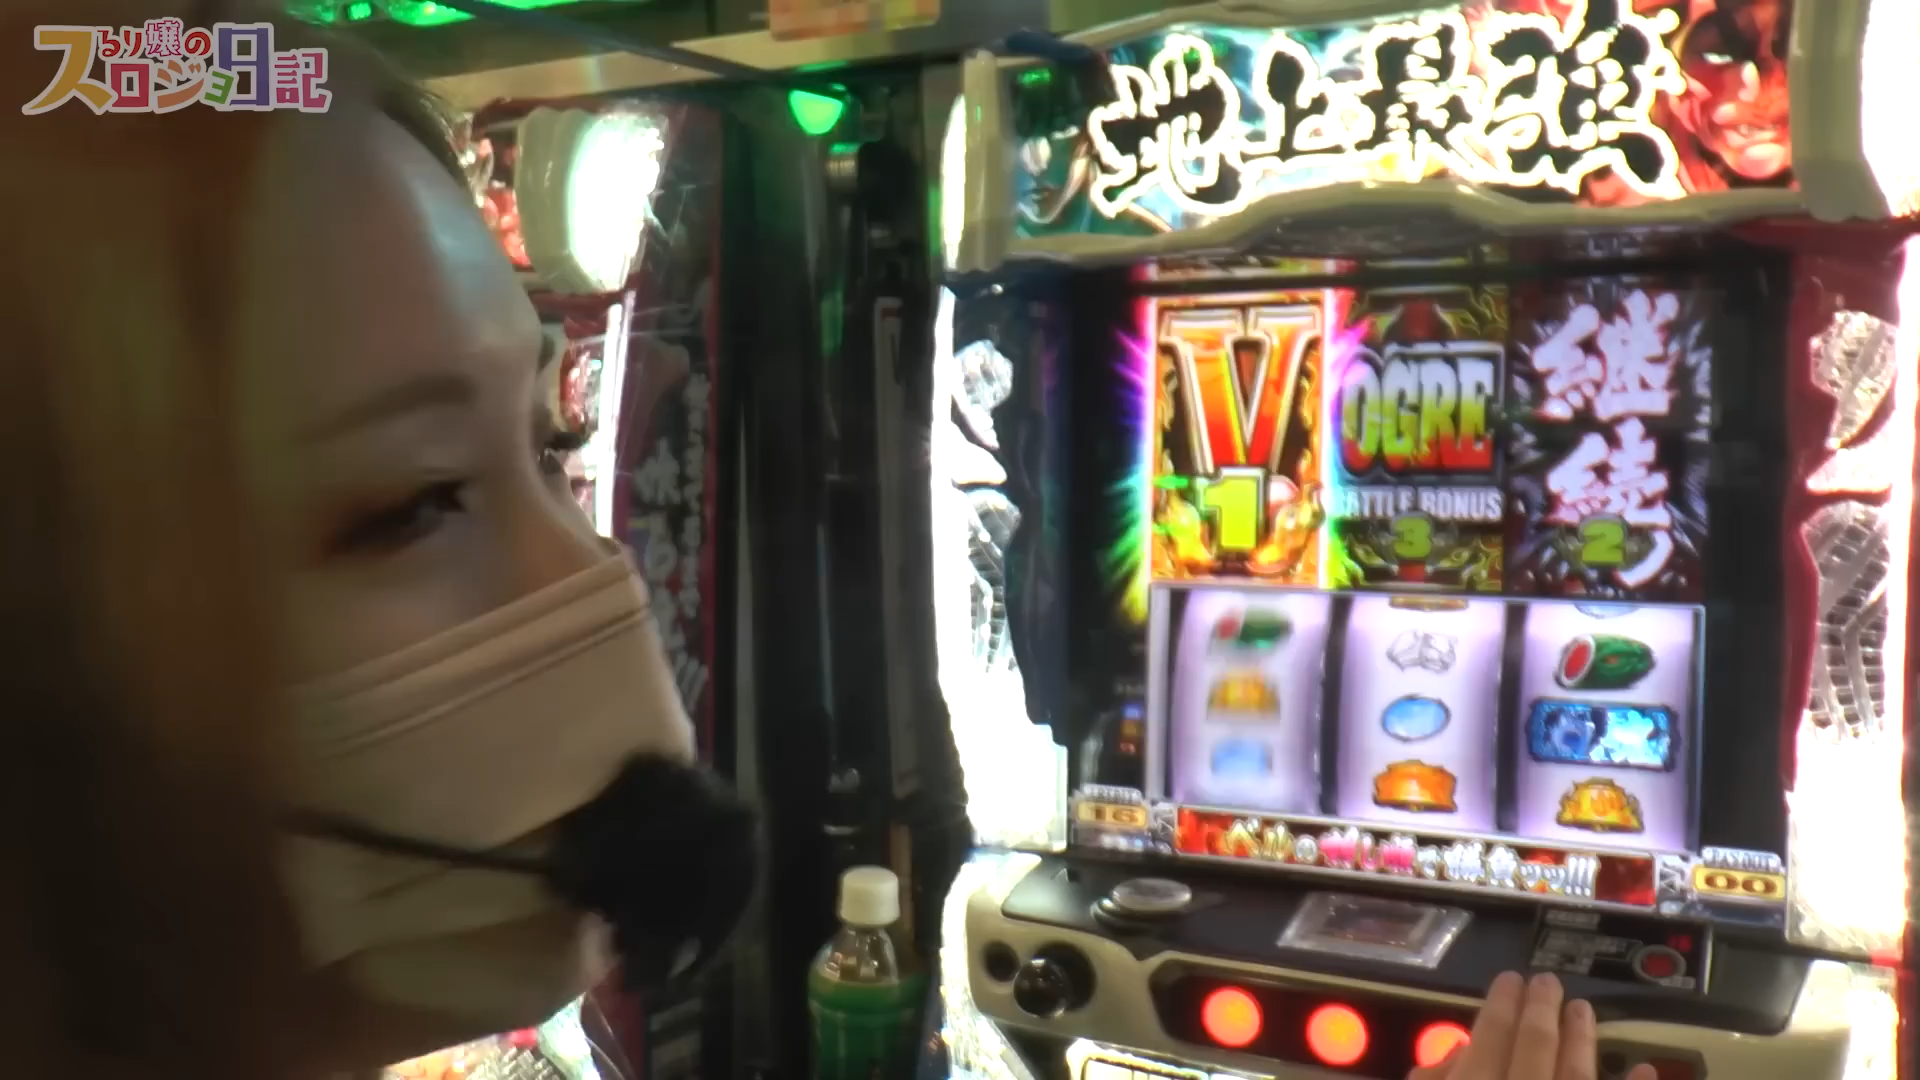 るり嬢の
スロジョ日記
地上最強
V
1
OGRE
BATTLE BONUS
3
継続
2
CREDIT
16
ベルの押し順で勝負ッッ!!!
PAYOUT
00